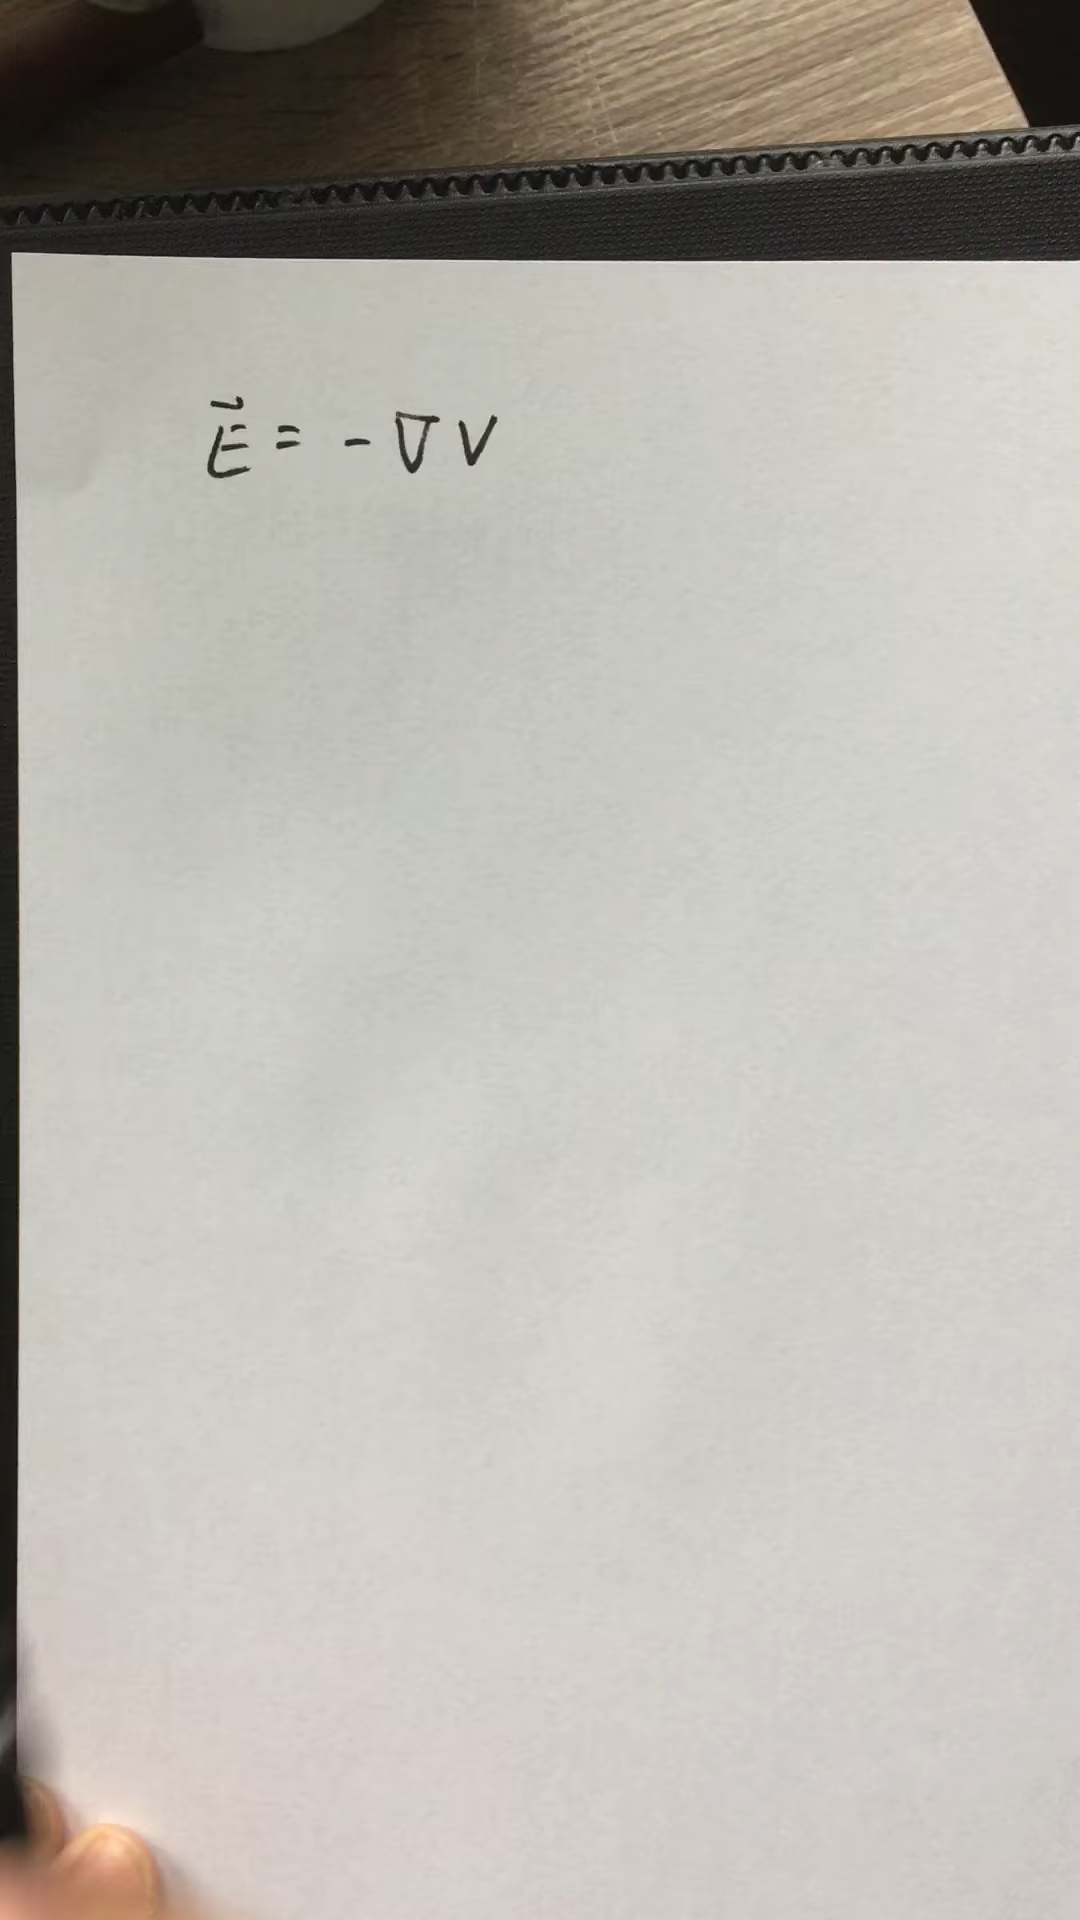 E⃗ = - ∇ V